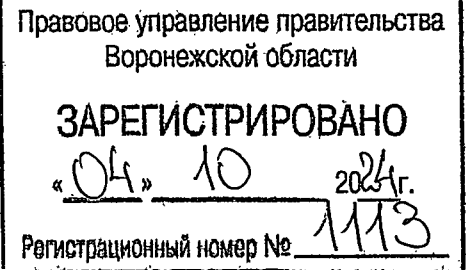 Правовое управление правительства
Воронежской области
ЗАРЕГИСТРИРОВАНО
«04» 10 2024г.
Регистрационный номер № 1113